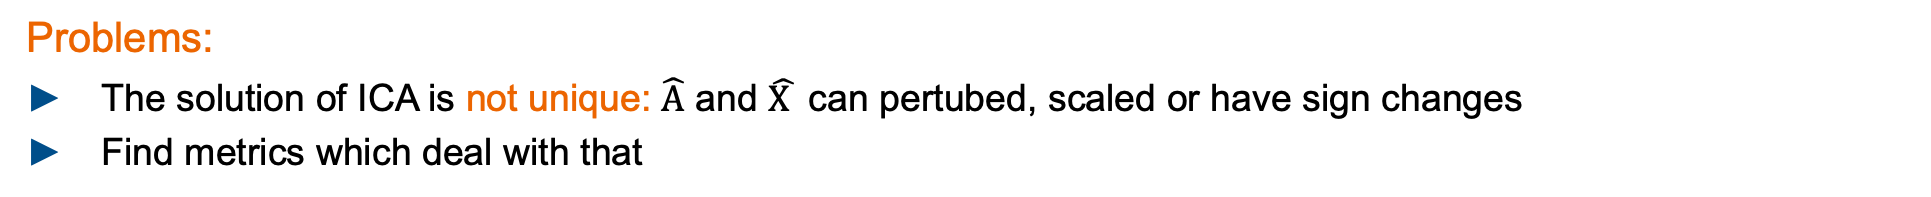 Problems:
► The solution of ICA is not unique: Â and X̂ can pertubed, scaled or have sign changes
► Find metrics which deal with that